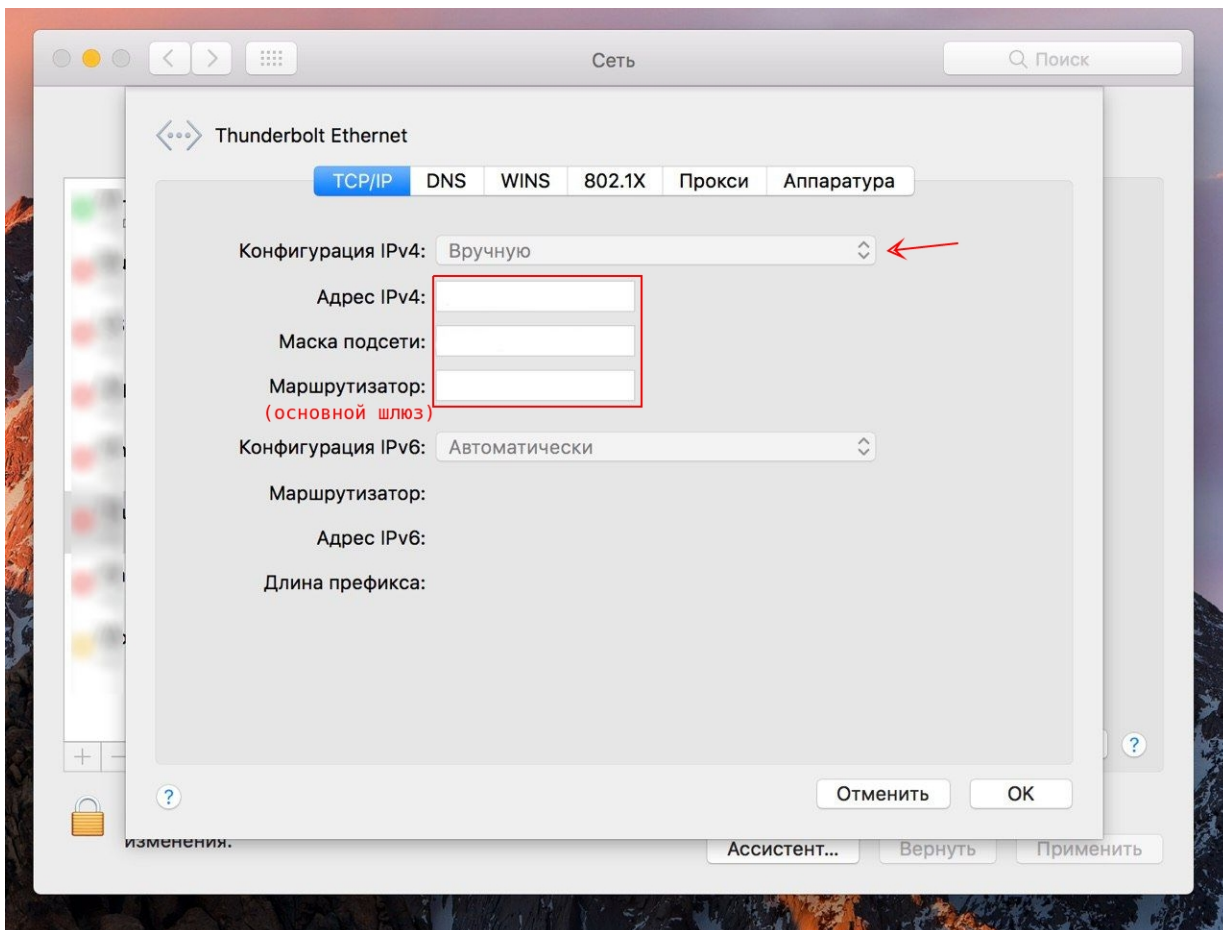 Сеть
Поиск
Thunderbolt Ethernet
TCP/IP DNS WINS 802.1X Прокси Аппаратура
Конфигурация IPv4: Вручную
Адрес IPv4:
Маска подсети:
Маршрутизатор:
(основной шлюз)
Конфигурация IPv6: Автоматически
Маршрутизатор:
Адрес IPv6:
Длина префикса:
? Отменить OK
?
изменения.
Ассистент... Вернуть Применить